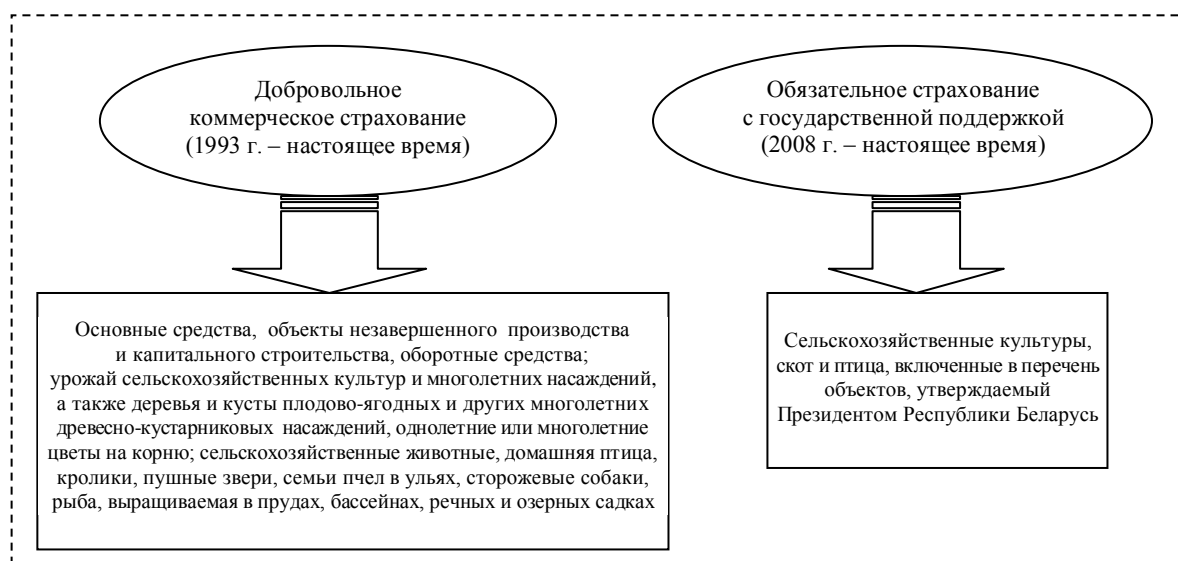 Добровольное
коммерческое страхование
(1993 г. – настоящее время)
Обязательное страхование
с государственной поддержкой
(2008 г. – настоящее время)
Основные средства, объекты незавершенного производства
и капитального строительства, оборотные средства;
урожай сельскохозяйственных культур и многолетних насаждений,
а также деревья и кусты плодово-ягодных и других многолетних
древесно-кустарниковых насаждений, однолетние или многолетние
цветы на корню; сельскохозяйственные животные, домашняя птица,
кролики, пушные звери, семьи пчел в ульях, сторожевые собаки,
рыба, выращиваемая в прудах, бассейнах, речных и озерных садках
Сельскохозяйственные культуры,
скот и птица, включенные в перечень
объектов, утверждаемый
Президентом Республики Беларусь